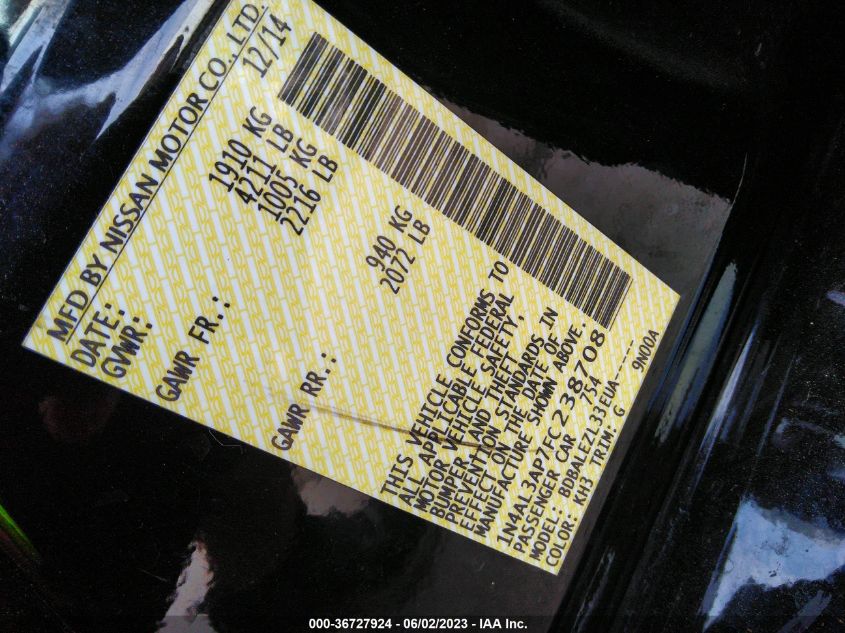 MFD BY NISSAN MOTOR CO., LTD.
DATE: 12/14
GVWR: 1910 KG
4211 LB
GAWR FR.: 1005 KG
2216 LB
GAWR RR.: 940 KG
2072 LB
THIS VEHICLE CONFORMS TO
ALL APPLICABLE FEDERAL
MOTOR VEHICLE SAFETY,
BUMPER, AND THEFT
PREVENTION STANDARDS IN
EFFECT ON THE DATE OF
MANUFACTURE SHOWN ABOVE.
1N4AL3AP7FC238708
PASSENGER CAR 754
MODEL: BDBALEZL33EUA----
COLOR: KH3 TRIM: G 9N00A
000-36727924 - 06/02/2023 - IAA Inc.